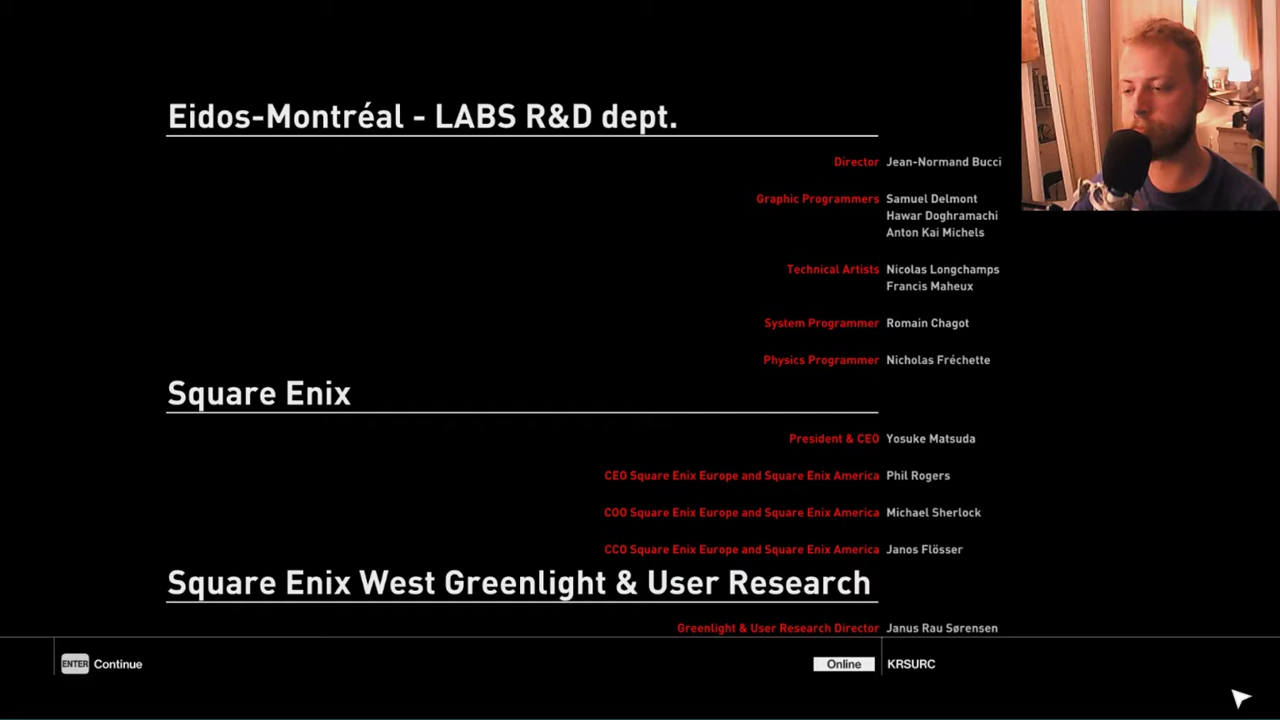 Eidos-Montréal - LABS R&D dept.
Director Jean-Normand Bucci
Graphic Programmers Samuel Delmont
Hawar Doghramachi
Anton Kai Michels
Technical Artists Nicolas Longchamps
Francis Maheux
System Programmer Romain Chagot
Physics Programmer Nicholas Fréchette
Square Enix
President & CEO Yosuke Matsuda
CEO Square Enix Europe and Square Enix America Phil Rogers
COO Square Enix Europe and Square Enix America Michael Sherlock
CCO Square Enix Europe and Square Enix America Janos Flösser
Square Enix West Greenlight & User Research
Greenlight & User Research Director Janus Rau Sørensen
ENTER Continue
Online KRSURC